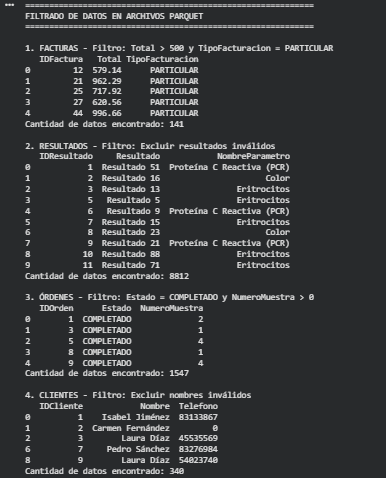 ===================================================
FILTRADO DE DATOS EN ARCHIVOS PARQUET
===================================================
1. FACTURAS - Filtro: Total > 500 y TipoFacturacion = PARTICULAR
IDFactura Total TipoFacturacion
0 12 579.14 PARTICULAR
1 21 962.29 PARTICULAR
2 25 717.92 PARTICULAR
3 27 620.56 PARTICULAR
4 44 996.66 PARTICULAR
Cantidad de datos encontrado: 141
2. RESULTADOS - Filtro: Excluir resultados inválidos
IDResultado Resultado NombreParametro
0 1 Resultado 51 Proteína C Reactiva (PCR)
1 2 Resultado 16 Color
2 3 Resultado 13 Eritrocitos
3 5 Resultado 5 Eritrocitos
4 6 Resultado 9 Proteína C Reactiva (PCR)
5 7 Resultado 15 Eritrocitos
6 8 Resultado 23 Color
7 9 Resultado 21 Proteína C Reactiva (PCR)
8 10 Resultado 88 Eritrocitos
9 11 Resultado 71 Eritrocitos
Cantidad de datos encontrado: 8812
3. ÓRDENES - Filtro: Estado = COMPLETADO y NumeroMuestra > 0
IDOrden Estado NumeroMuestra
0 1 COMPLETADO 2
1 3 COMPLETADO 1
2 5 COMPLETADO 4
3 8 COMPLETADO 1
4 9 COMPLETADO 4
Cantidad de datos encontrado: 1547
4. CLIENTES - Filtro: Excluir nombres inválidos
IDCliente Nombre Telefono
0 1 Isabel Jiménez 83133867
1 2 Carmen Fernández 0
2 3 Laura Díaz 45535569
6 7 Pedro Sánchez 83276984
8 9 Laura Díaz 54023740
Cantidad de datos encontrado: 340